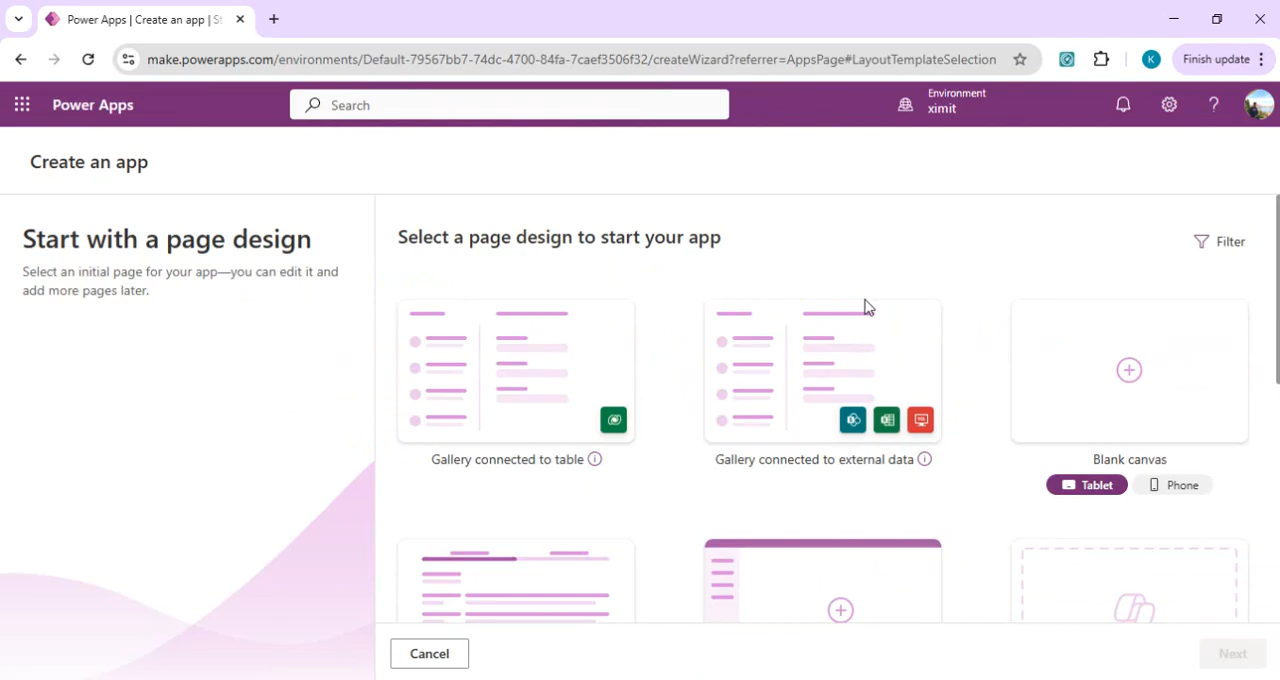 Power Apps | Create an app | S
make.powerapps.com/environments/Default-79567bb7-74dc-4700-84fa-7caef3506f32/createWizard?referrer=AppsPage#LayoutTemplateSelection
K
Finish update
Power Apps
Search
Environment
ximit
Create an app
Start with a page design
Select an initial page for your app—you can edit it and
add more pages later.
Select a page design to start your app
Filter
Gallery connected to table
Gallery connected to external data
Blank canvas
Tablet
Phone
Cancel
Next